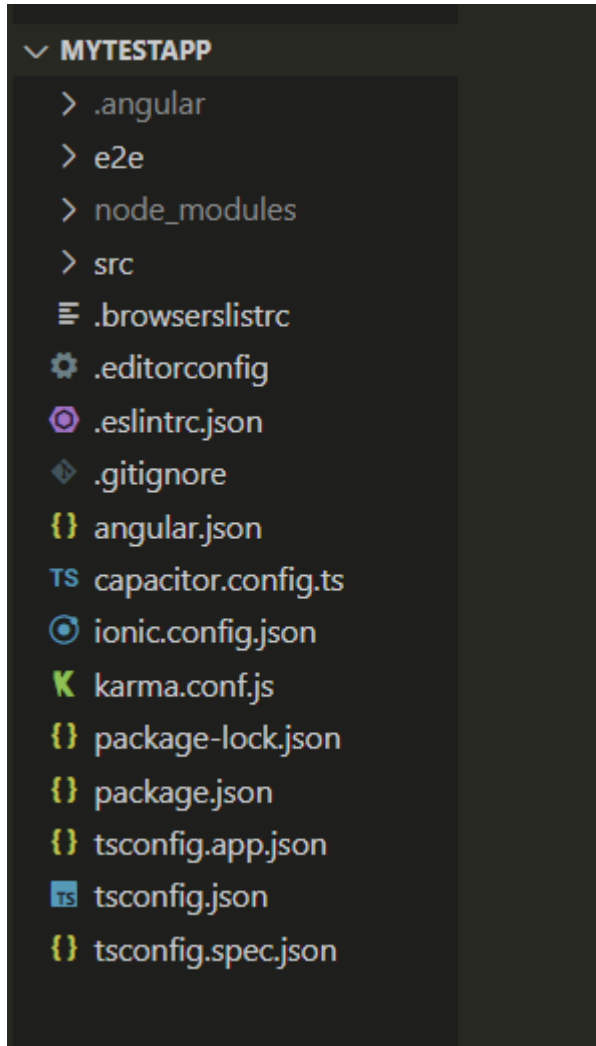 MYTESTAPP
.angular
e2e
node_modules
src
.browserslistrc
.editorconfig
.eslintrc.json
.gitignore
{} angular.json
TS capacitor.config.ts
ionic.config.json
K karma.conf.js
{} package-lock.json
{} package.json
{} tsconfig.app.json
TS tsconfig.json
{} tsconfig.spec.json